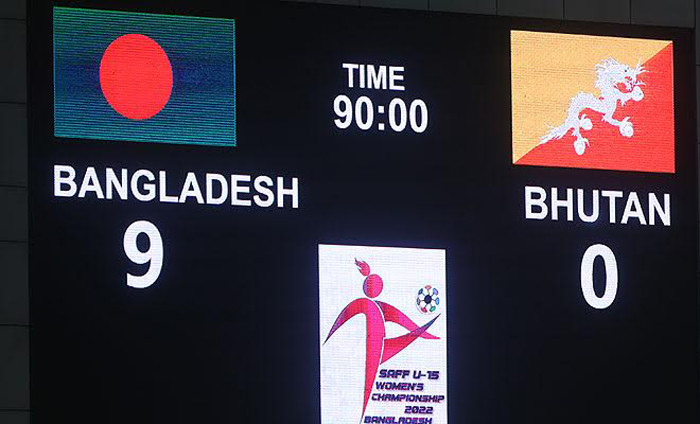 TIME
90:00
BANGLADESH
BHUTAN
9
0
SAFF U-15
WOMEN'S
CHAMPIONSHIP
2022
BANGLADESH